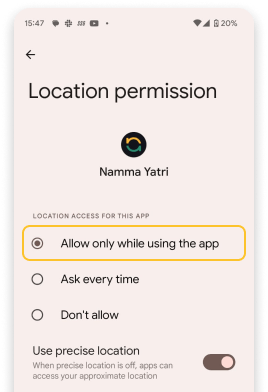 15:47
20%
Location permission
Namma Yatri
LOCATION ACCESS FOR THIS APP
Allow only while using the app
Ask every time
Don't allow
Use precise location
When precise location is off, apps can
access your approximate location